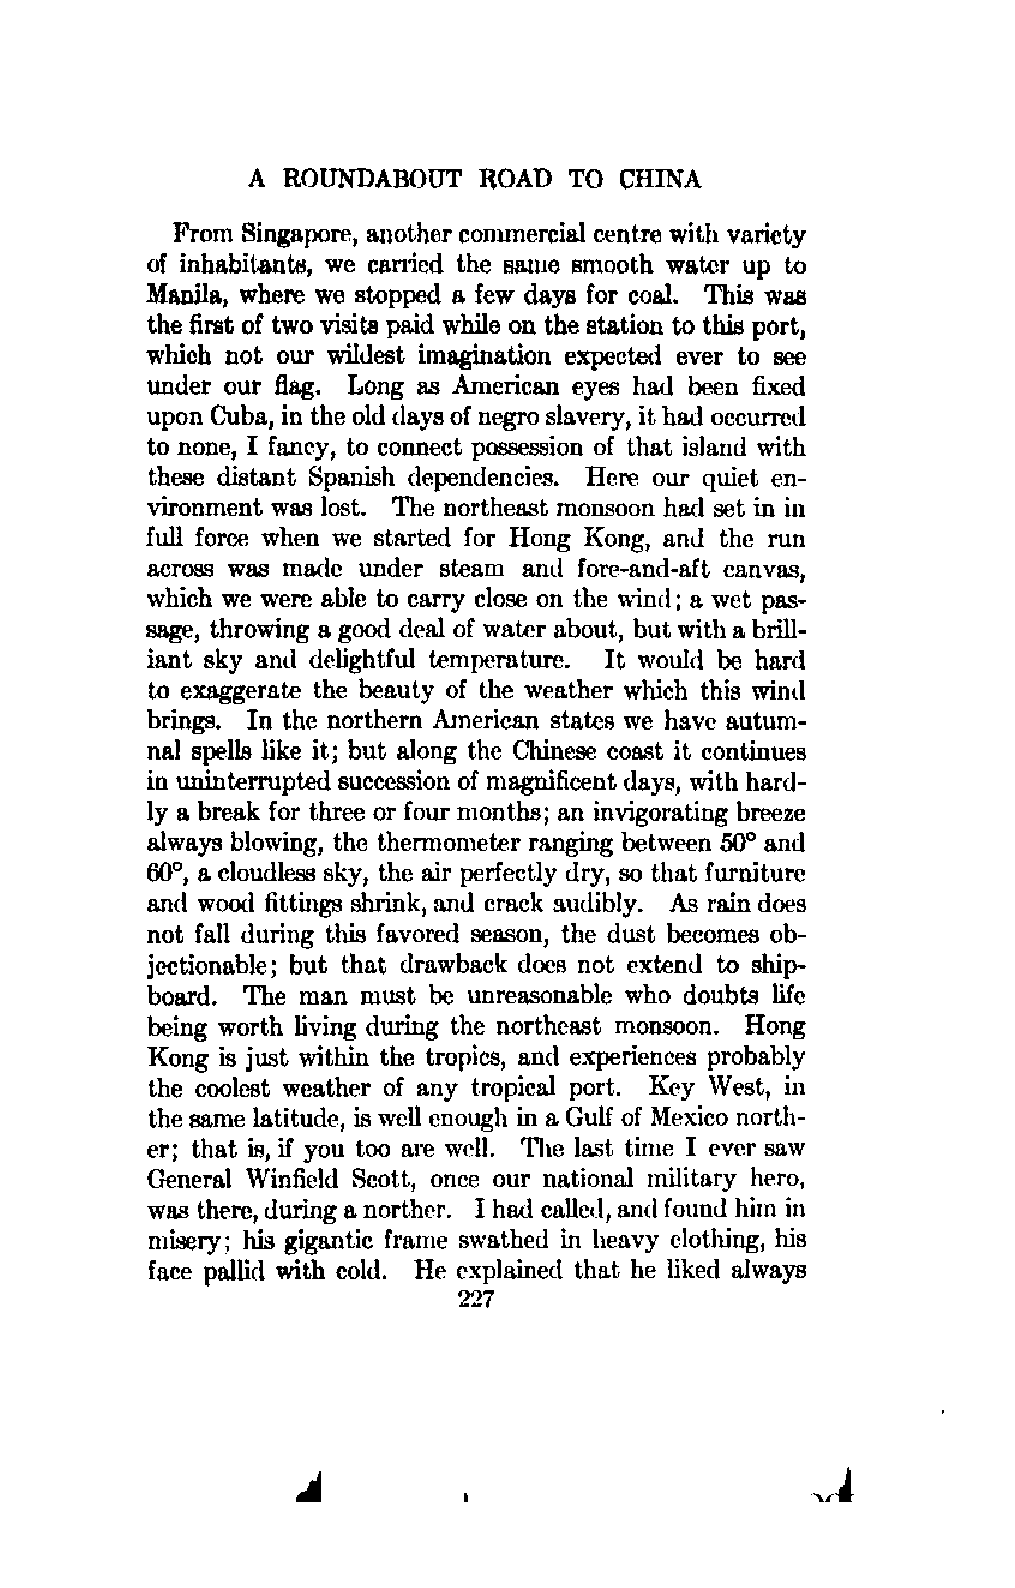 A ROUNDABOUT ROAD TO CHINA
From Singapore, another commercial centre with variety
of inhabitants, we carried the same smooth water up to
Manila, where we stopped a few days for coal. This was
the first of two visits paid while on the station to this port,
which not our wildest imagination expected ever to see
under our flag. Long as American eyes had been fixed
upon Cuba, in the old days of negro slavery, it had occurred
to none, I fancy, to connect possession of that island with
these distant Spanish dependencies. Here our quiet en-
vironment was lost. The northeast monsoon had set in in
full force when we started for Hong Kong, and the run
across was made under steam and fore-and-aft canvas,
which we were able to carry close on the wind; a wet pas-
sage, throwing a good deal of water about, but with a brill-
iant sky and delightful temperature. It would be hard
to exaggerate the beauty of the weather which this wind
brings. In the northern American states we have autum-
nal spells like it; but along the Chinese coast it continues
in uninterrupted succession of magnificent days, with hard-
ly a break for three or four months; an invigorating breeze
always blowing, the thermometer ranging between 50° and
60°, a cloudless sky, the air perfectly dry, so that furniture
and wood fittings shrink, and crack audibly. As rain does
not fall during this favored season, the dust becomes ob-
jectionable; but that drawback does not extend to ship-
board. The man must be unreasonable who doubts life
being worth living during the northeast monsoon. Hong
Kong is just within the tropics, and experiences probably
the coolest weather of any tropical port. Key West, in
the same latitude, is well enough in a Gulf of Mexico north-
er; that is, if you too are well. The last time I ever saw
General Winfield Scott, once our national military hero,
was there, during a norther. I had called, and found him in
misery; his gigantic frame swathed in heavy clothing, his
face pallid with cold. He explained that he liked always
227